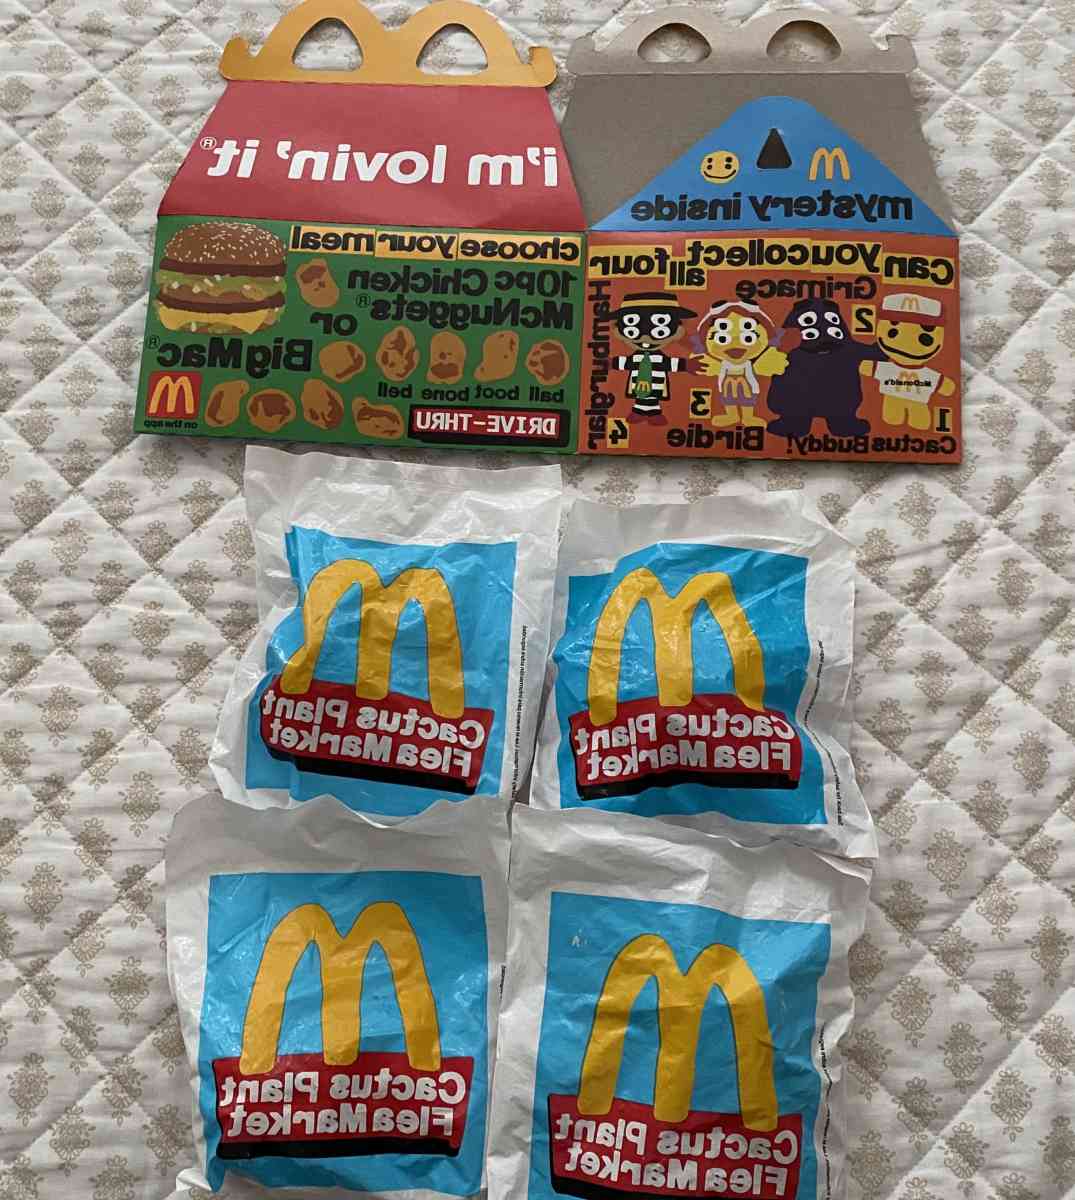 i'm lovin' it®
choose your meal
10pc Chicken
McNuggets®
or
Big Mac®
ball boot bone bell
DRIVE-THRU
on the app
mystery inside
can you collect
all four
Hamburglar
4
Birdie
3
Grimace
2
McDonald's
1
Cactus Buddy!
Cactus Plant
Flea Market
Cactus Plant
Flea Market
Cactus Plant
Flea Market
Cactus Plant
Flea Market